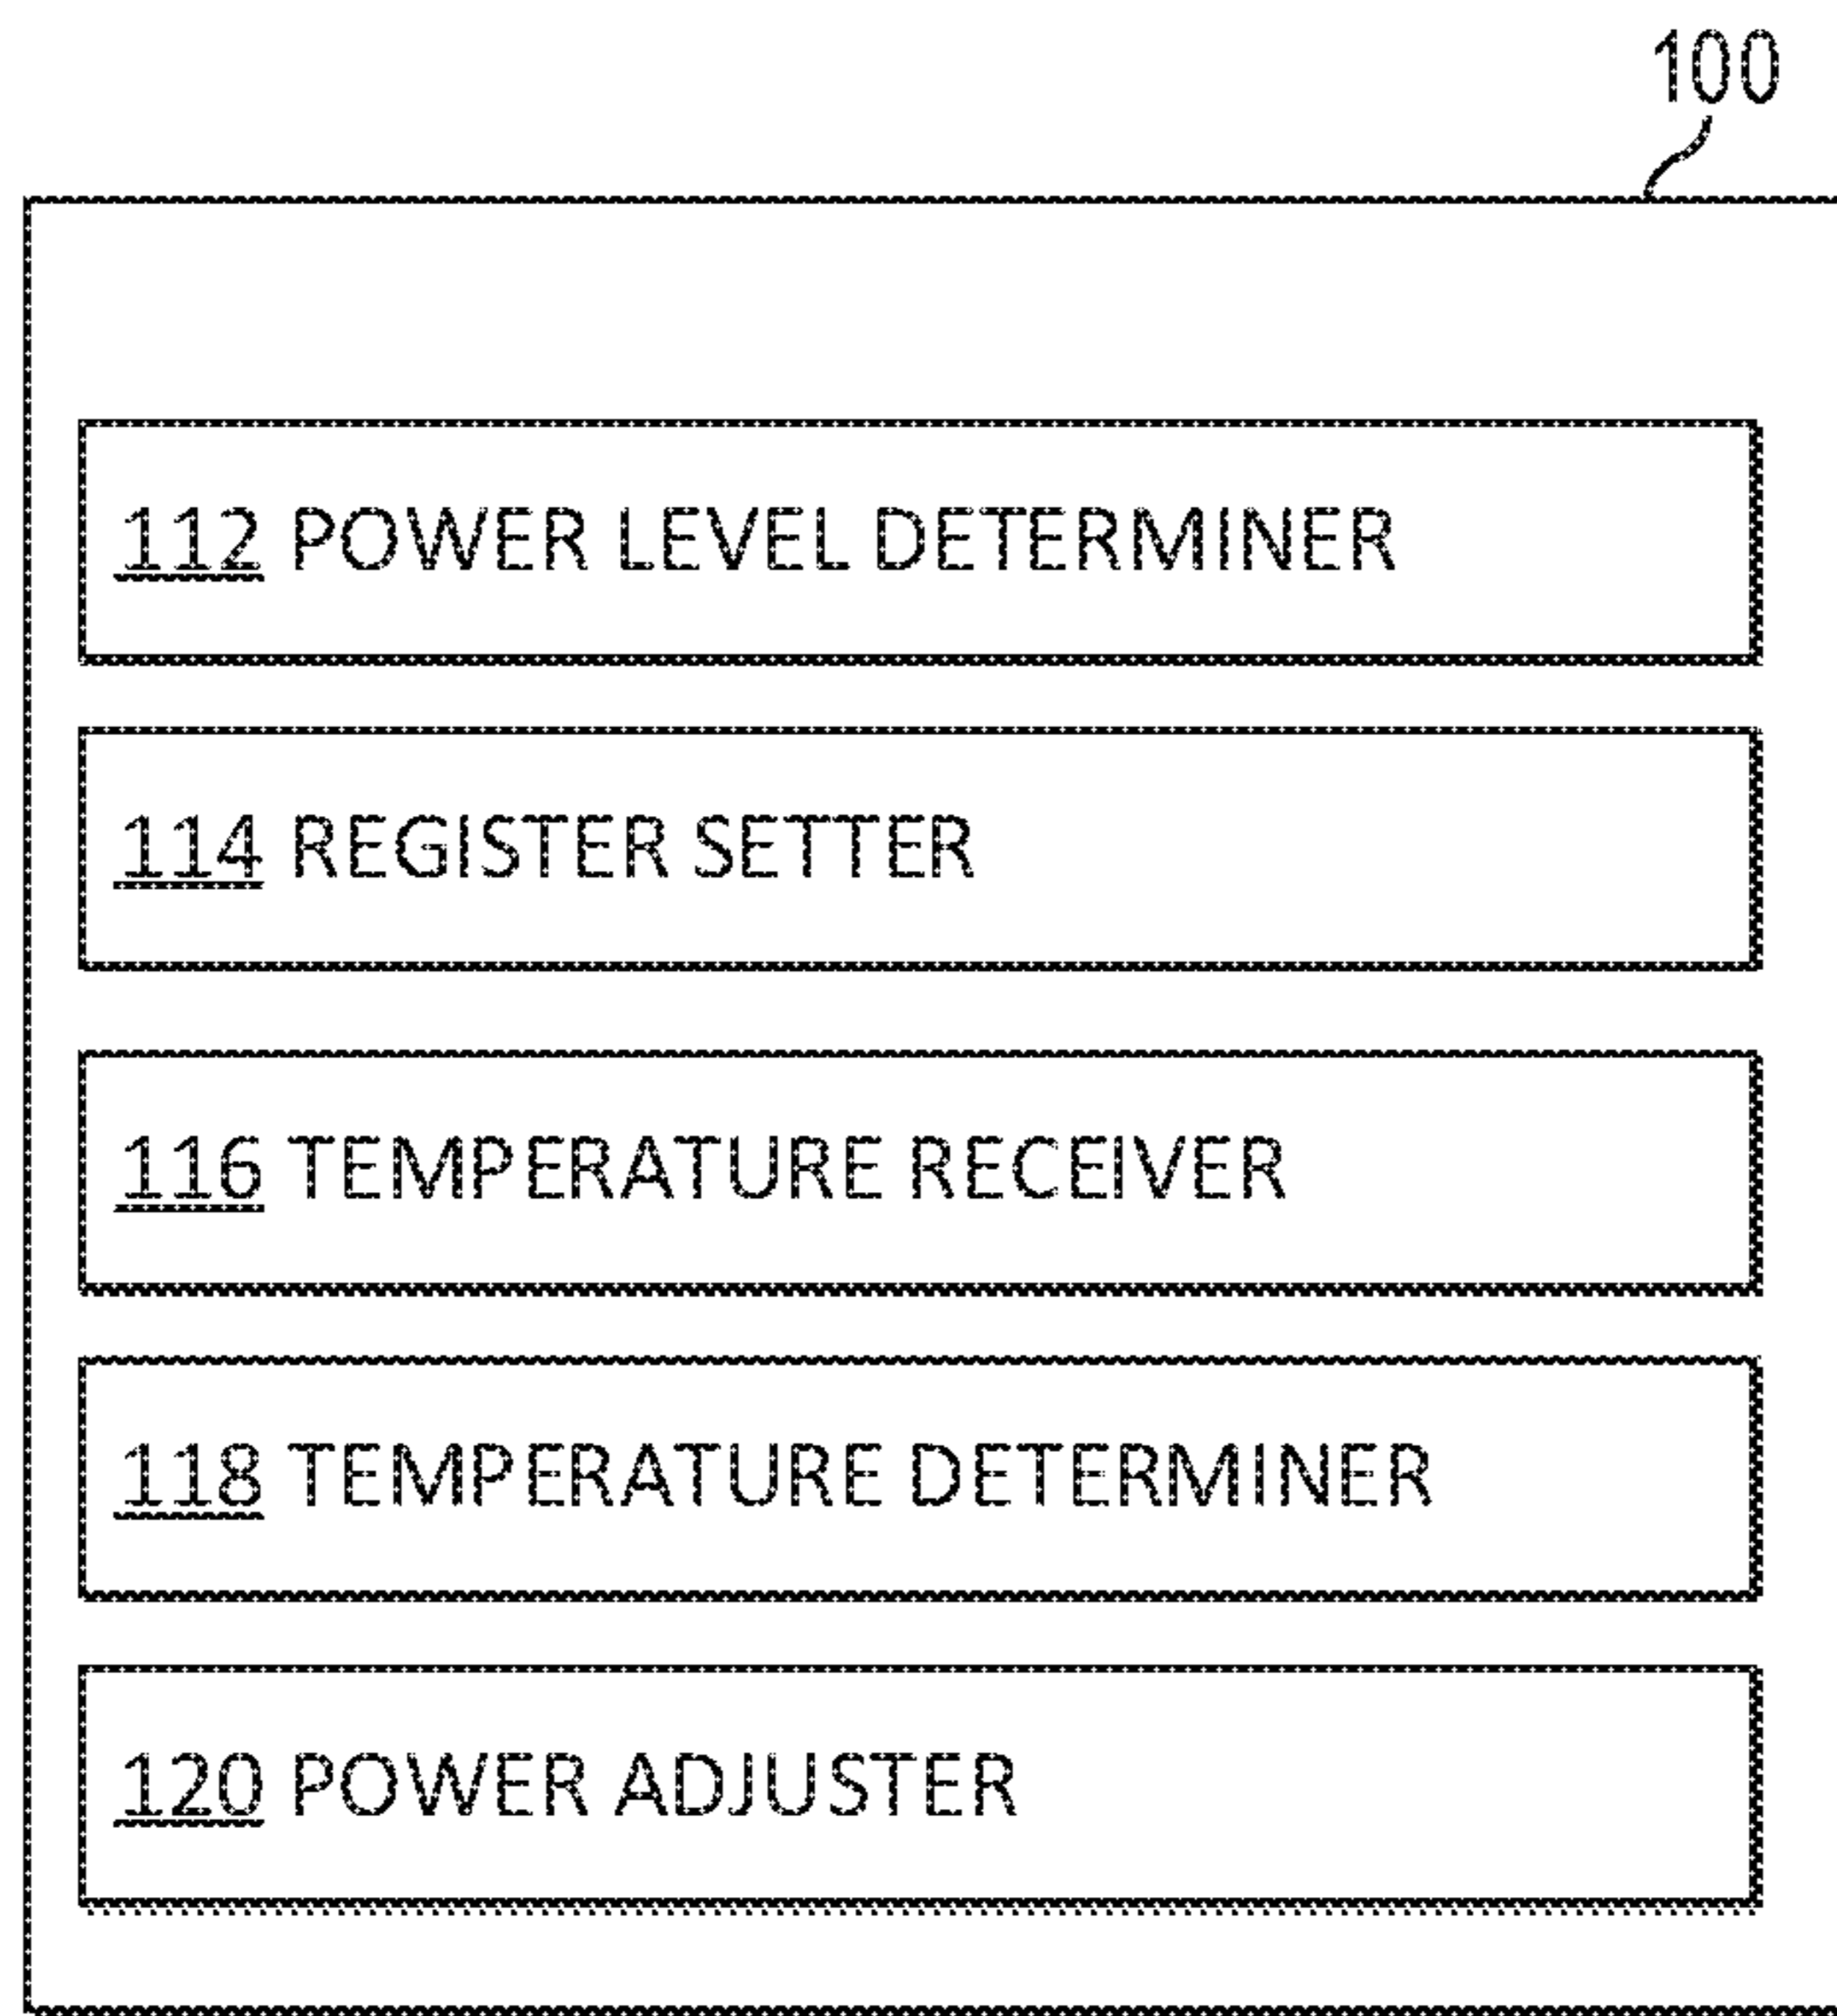 100
112 POWER LEVEL DETERMINER
114 REGISTER SETTER
116 TEMPERATURE RECEIVER
118 TEMPERATURE DETERMINER
120 POWER ADJUSTER